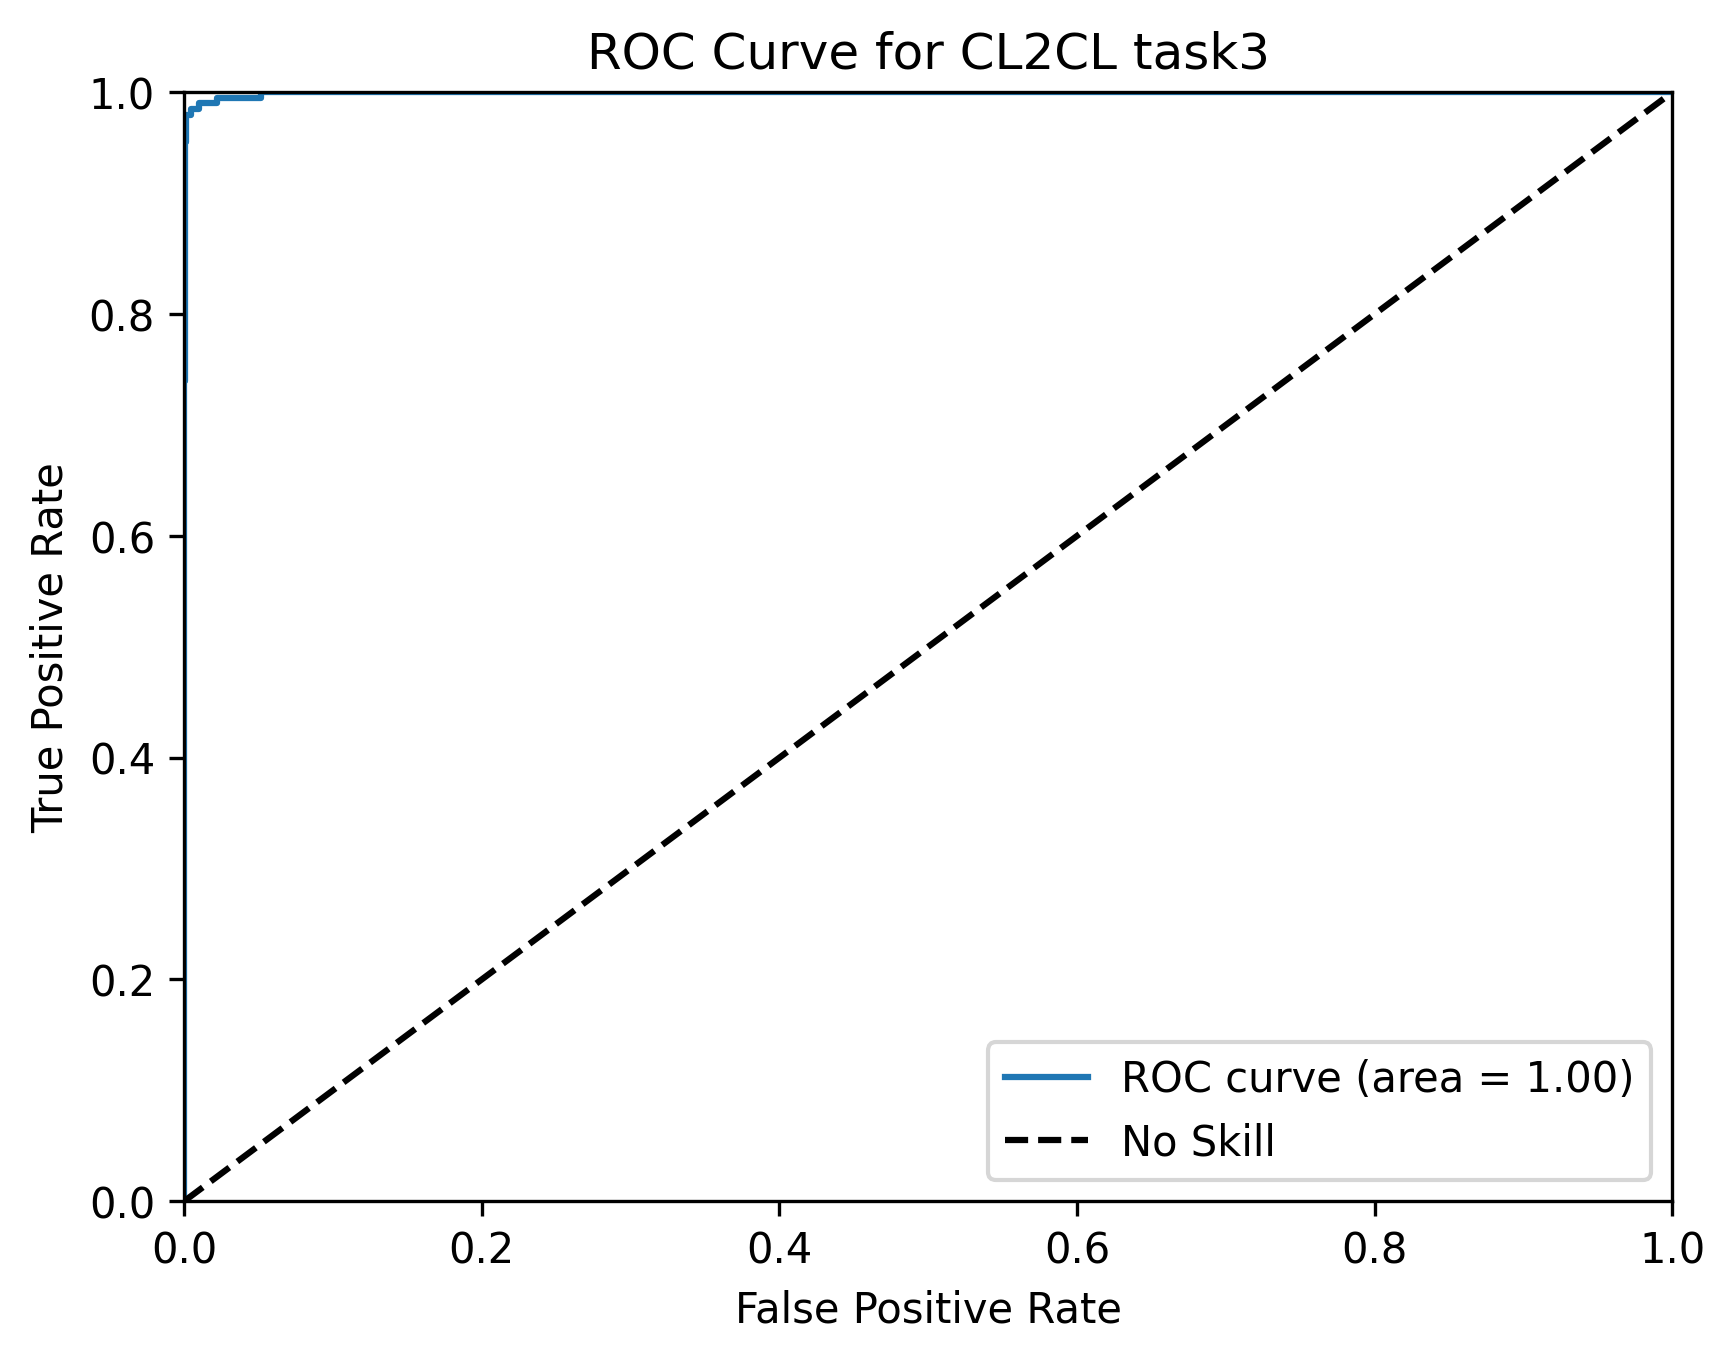 ROC Curve for CL2CL task3
1.0
0.8
0.6
0.4
0.2
0.0
True Positive Rate
ROC curve (area = 1.00)
No Skill
0.0 0.2 0.4 0.6 0.8 1.0
False Positive Rate